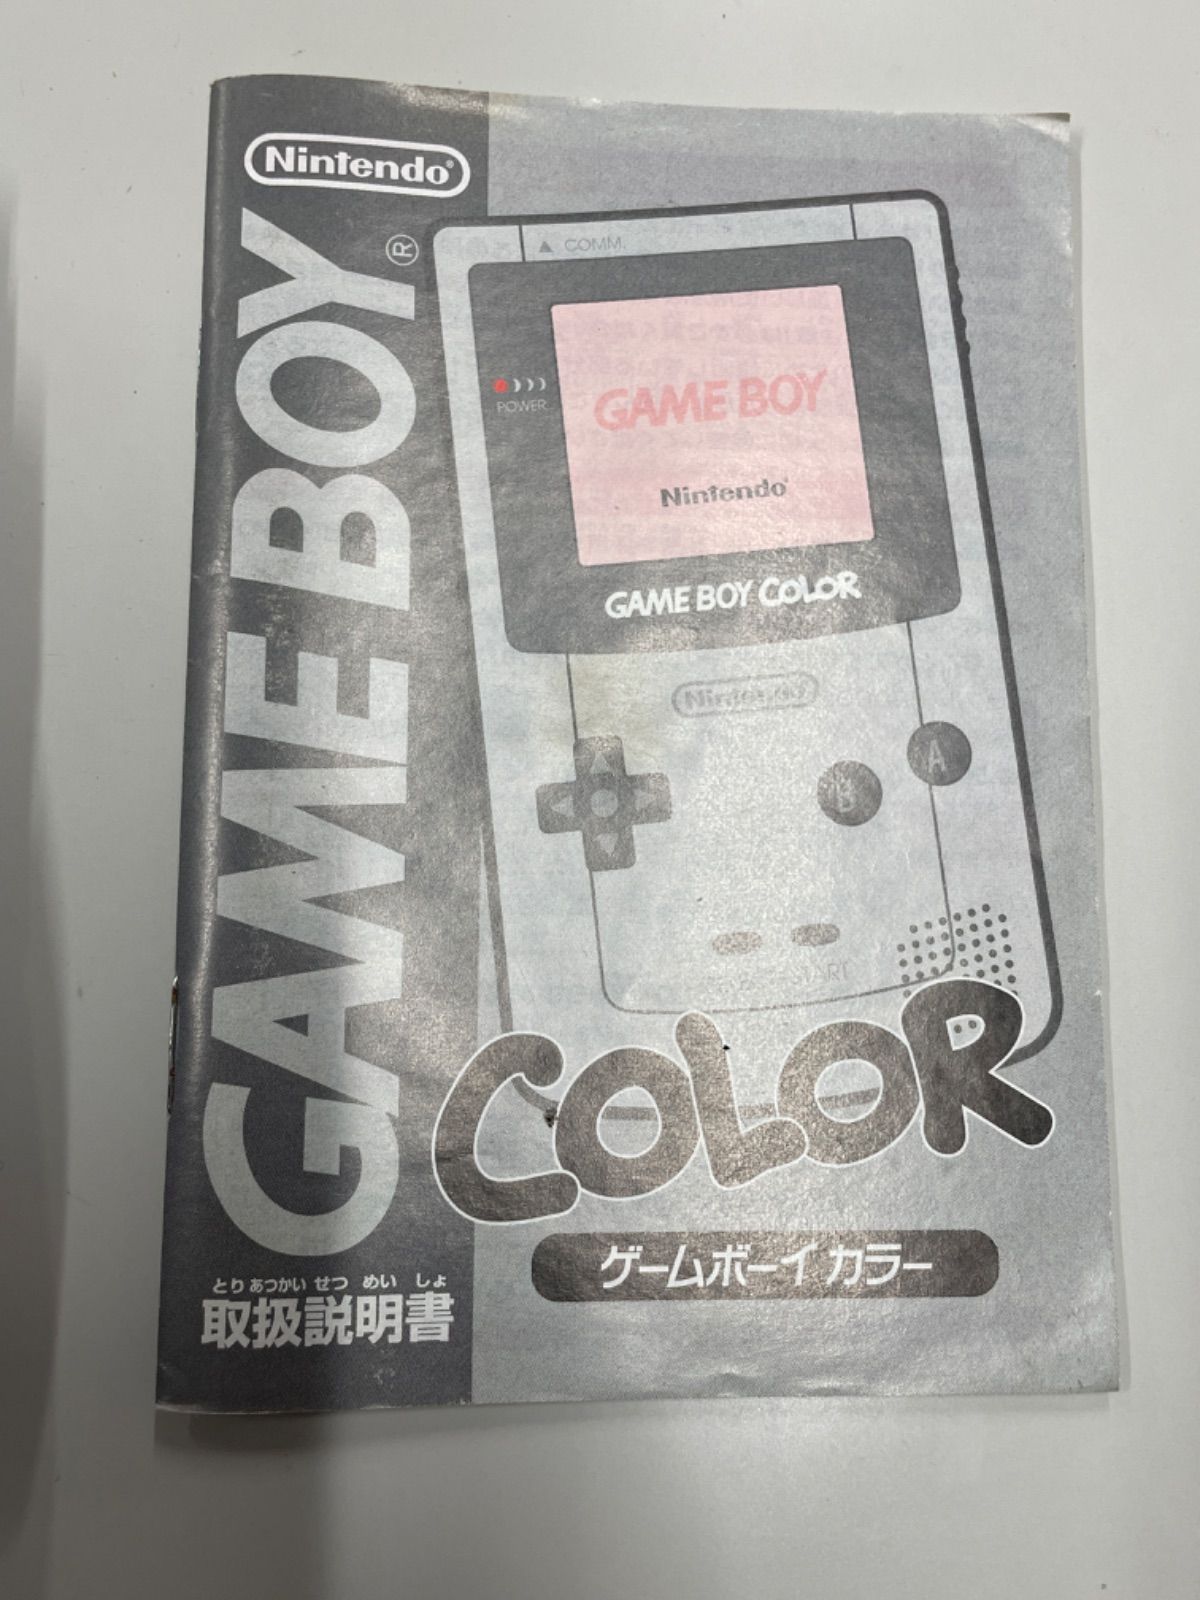 Nintendo®
GAME BOY®
COMM.
POWER
GAME BOY
Nintendo
GAME BOY COLOR
Nintendo
B
A
START
COLOR
ゲームボーイ カラー
とり あつかい せつ めい しょ
取扱説明書